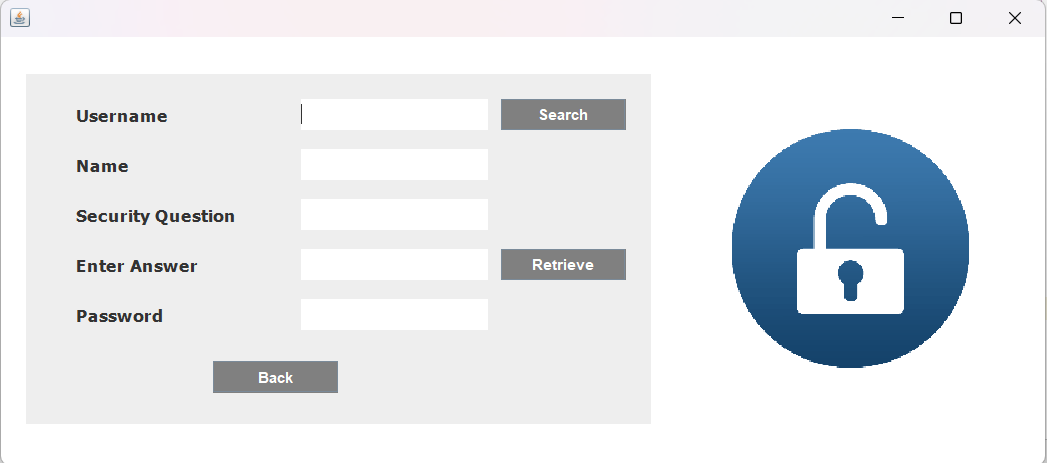 Username
Search
Name
Security Question
Enter Answer
Retrieve
Password
Back